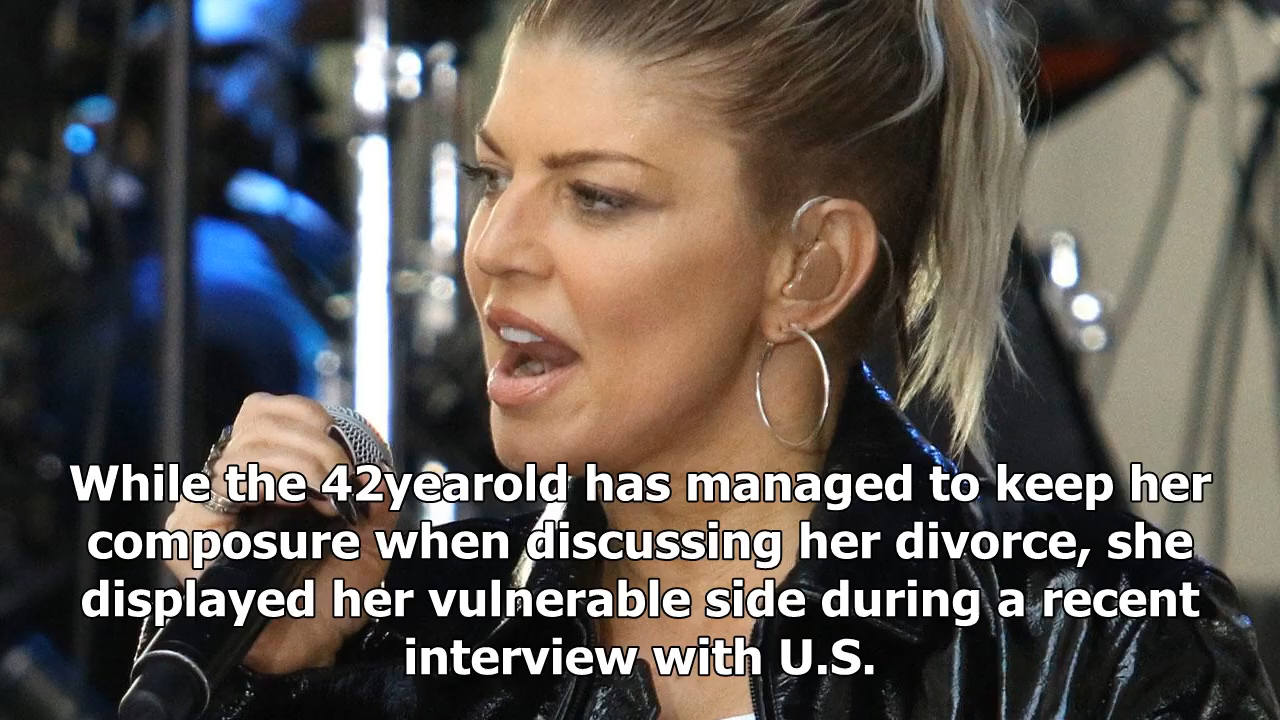 While the 42yearold has managed to keep her
composure when discussing her divorce, she
displayed her vulnerable side during a recent
interview with U.S.